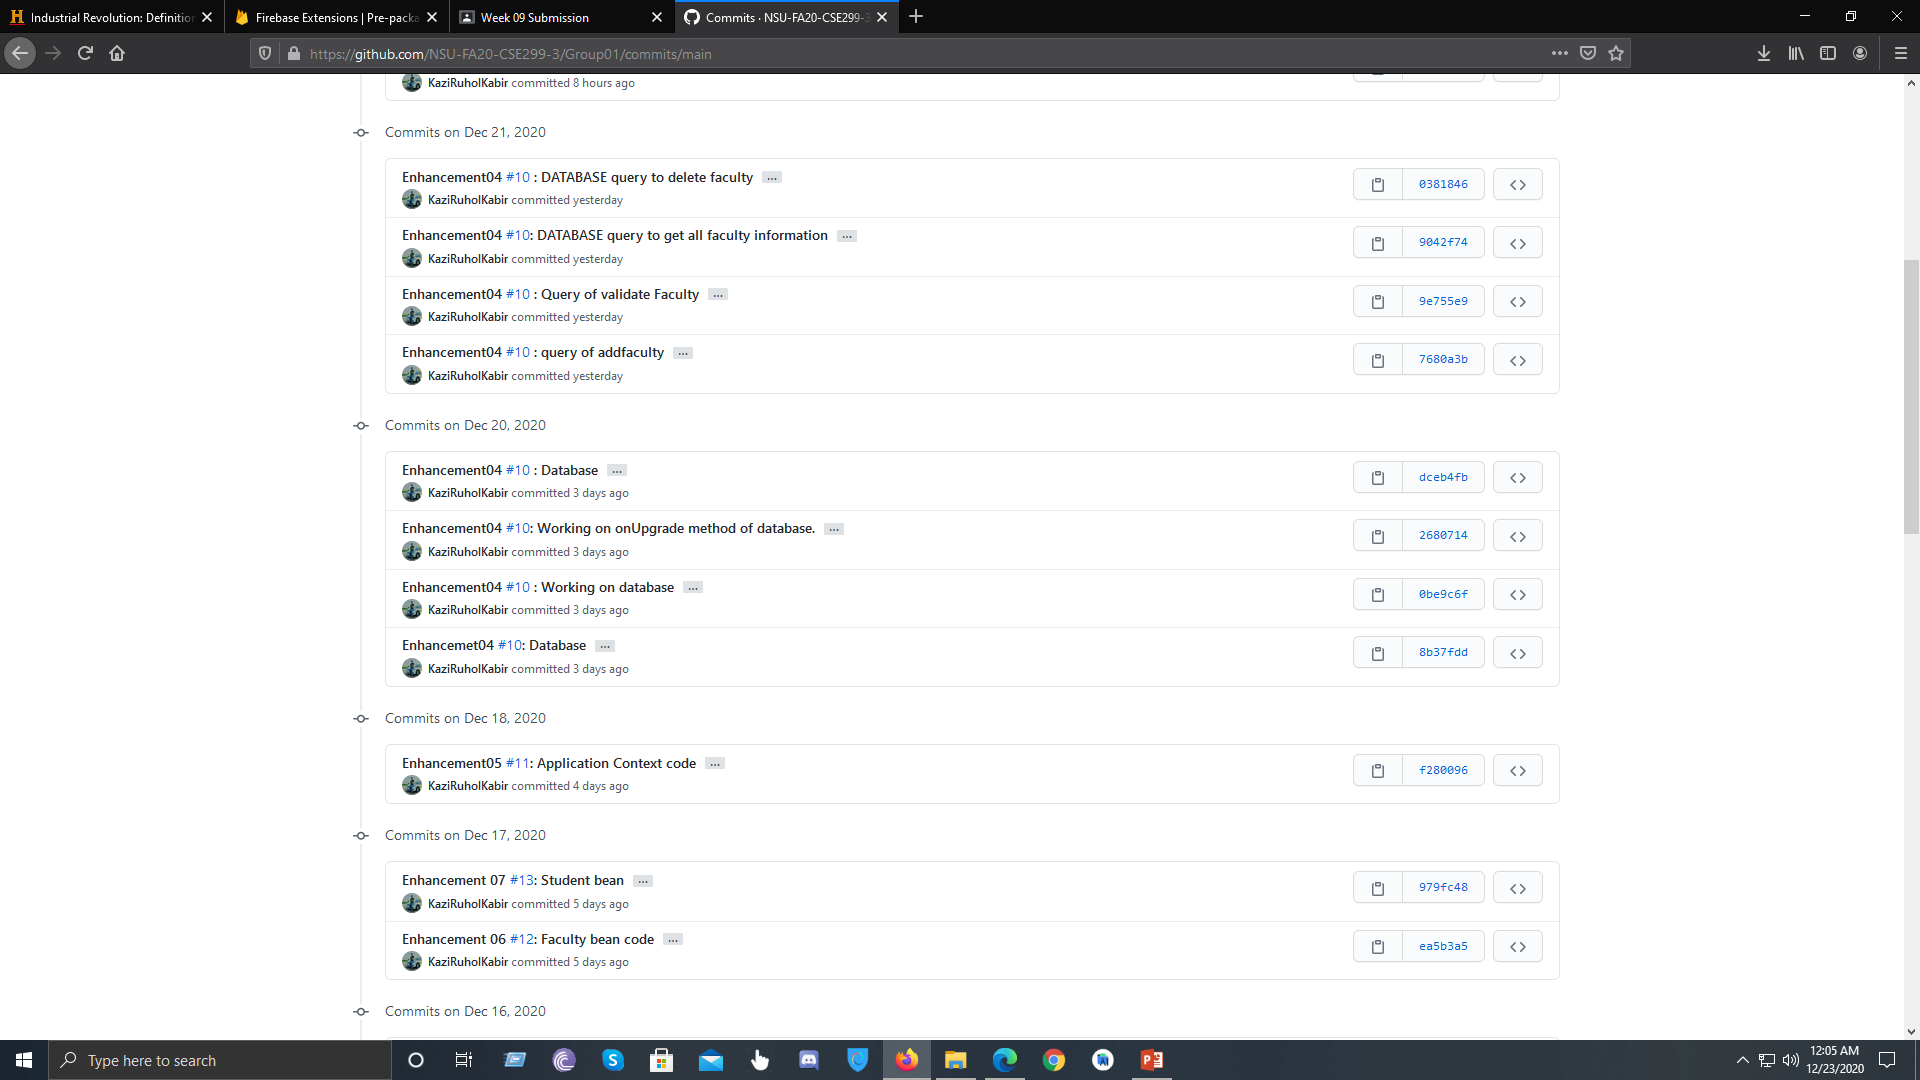 Industrial Revolution: Definition
Firebase Extensions | Pre-packa
Week 09 Submission
Commits · NSU-FA20-CSE299-3
https://github.com/NSU-FA20-CSE299-3/Group01/commits/main
KaziRuholKabir committed 8 hours ago
Commits on Dec 21, 2020
Enhancement04 #10 : DATABASE query to delete faculty ...
0381846
KaziRuholKabir committed yesterday
Enhancement04 #10: DATABASE query to get all faculty information ...
9042f74
KaziRuholKabir committed yesterday
Enhancement04 #10 : Query of validate Faculty ...
9e755e9
KaziRuholKabir committed yesterday
Enhancement04 #10 : query of addfaculty ...
7680a3b
KaziRuholKabir committed yesterday
Commits on Dec 20, 2020
Enhancement04 #10 : Database ...
dceb4fb
KaziRuholKabir committed 3 days ago
Enhancement04 #10: Working on onUpgrade method of database. ...
2680714
KaziRuholKabir committed 3 days ago
Enhancement04 #10 : Working on database ...
0be9c6f
KaziRuholKabir committed 3 days ago
Enhancemet04 #10: Database ...
8b37fdd
KaziRuholKabir committed 3 days ago
Commits on Dec 18, 2020
Enhancement05 #11: Application Context code ...
f280096
KaziRuholKabir committed 4 days ago
Commits on Dec 17, 2020
Enhancement 07 #13: Student bean ...
979fc48
KaziRuholKabir committed 5 days ago
Enhancement 06 #12: Faculty bean code ...
ea5b3a5
KaziRuholKabir committed 5 days ago
Commits on Dec 16, 2020
Type here to search
12:05 AM
12/23/2020